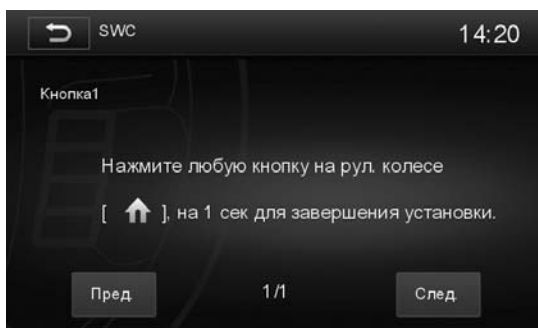 SWC 14:20
Кнопка1
Нажмите любую кнопку на рул. колесе
[ ], на 1 сек для завершения установки.
Пред. 1/1 След.